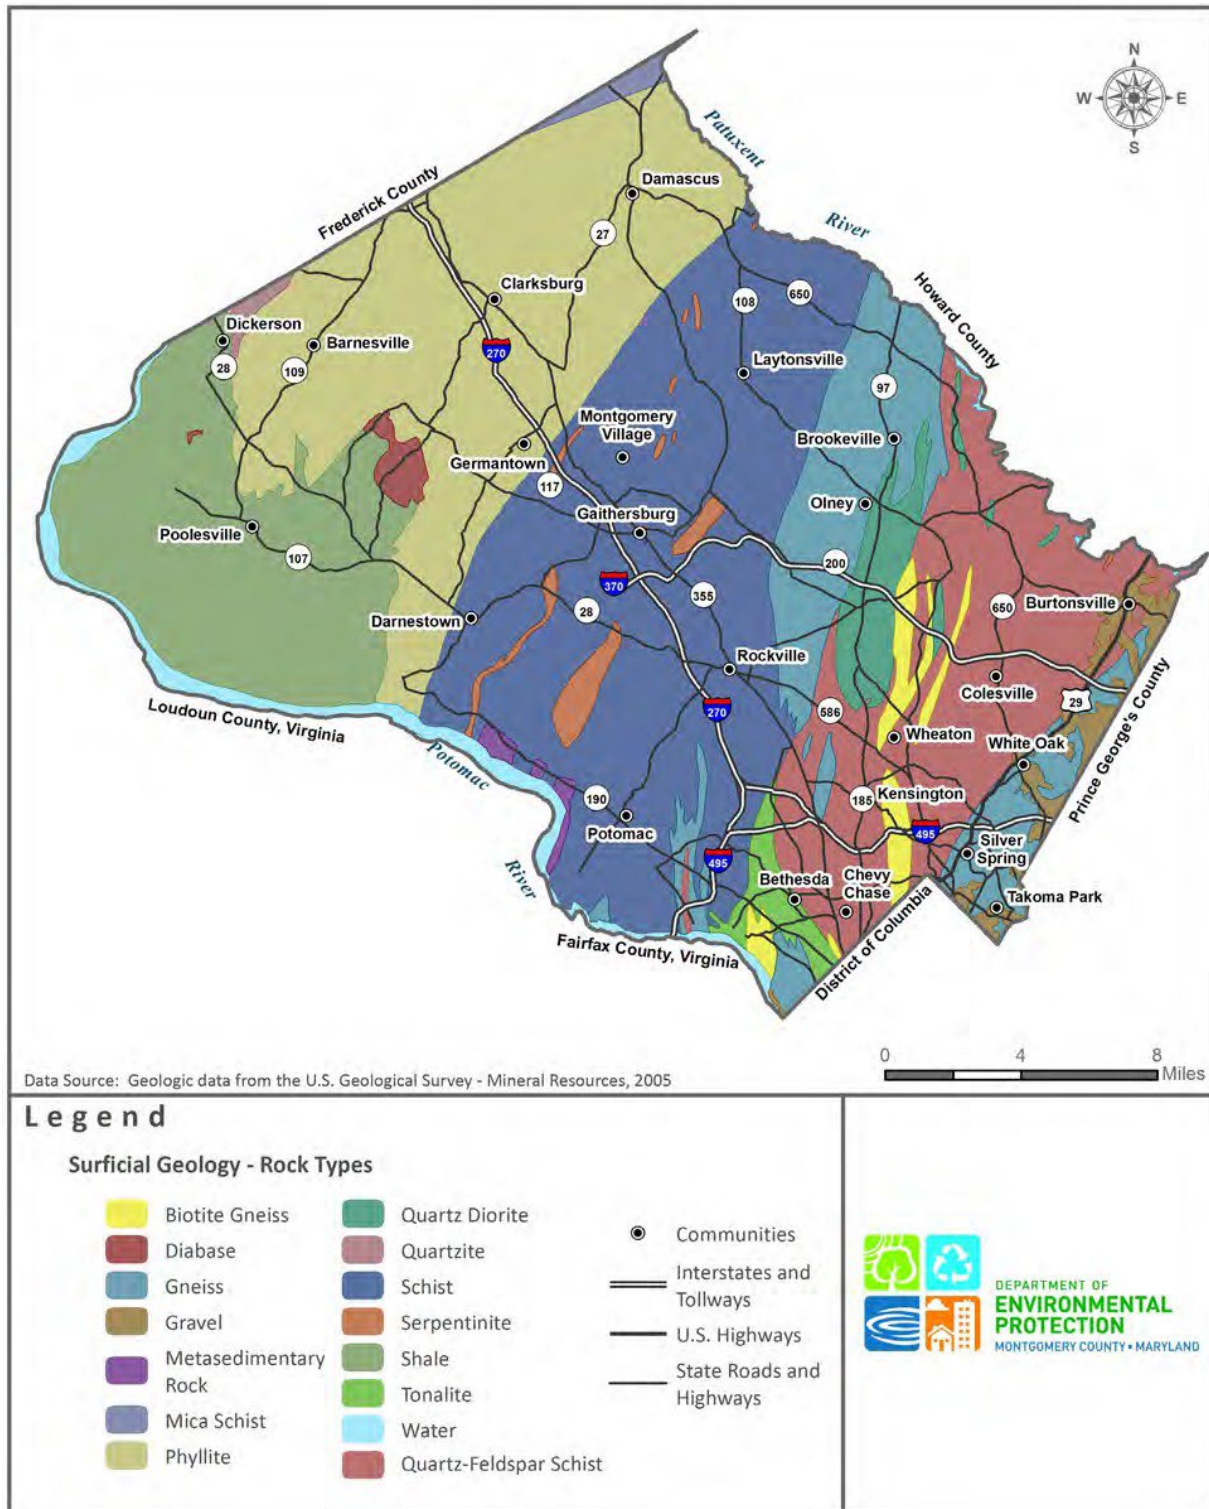 N
W
E
S
Patuxent
River
Frederick County
Damascus
27
Howard County
Clarksburg
108
650
Dickerson
Barnesville
28
109
270
Laytonsville
97
Montgomery
Village
Brookeville
Germantown
117
Olney
Gaithersburg
Poolesville
107
200
370
355
28
Darnestown
650
Burtonsville
Rockville
Colesville
29
Loudoun County, Virginia
270
586
Prince George's County
Wheaton
White Oak
Potomac
190
185
Kensington
Potomac
495
Silver
Spring
495
Chevy
Chase
Bethesda
River
Takoma Park
District of Columbia
Fairfax County, Virginia
0 4 8
Miles
Data Source: Geologic data from the U.S. Geological Survey - Mineral Resources, 2005
Legend
Surficial Geology - Rock Types
Biotite Gneiss
Diabase
Gneiss
Gravel
Metasedimentary
Rock
Mica Schist
Phyllite
Quartz Diorite
Quartzite
Schist
Serpentinite
Shale
Tonalite
Water
Quartz-Feldspar Schist
Communities
Interstates and
Tollways
U.S. Highways
State Roads and
Highways
DEPARTMENT OF
ENVIRONMENTAL
PROTECTION
MONTGOMERY COUNTY • MARYLAND